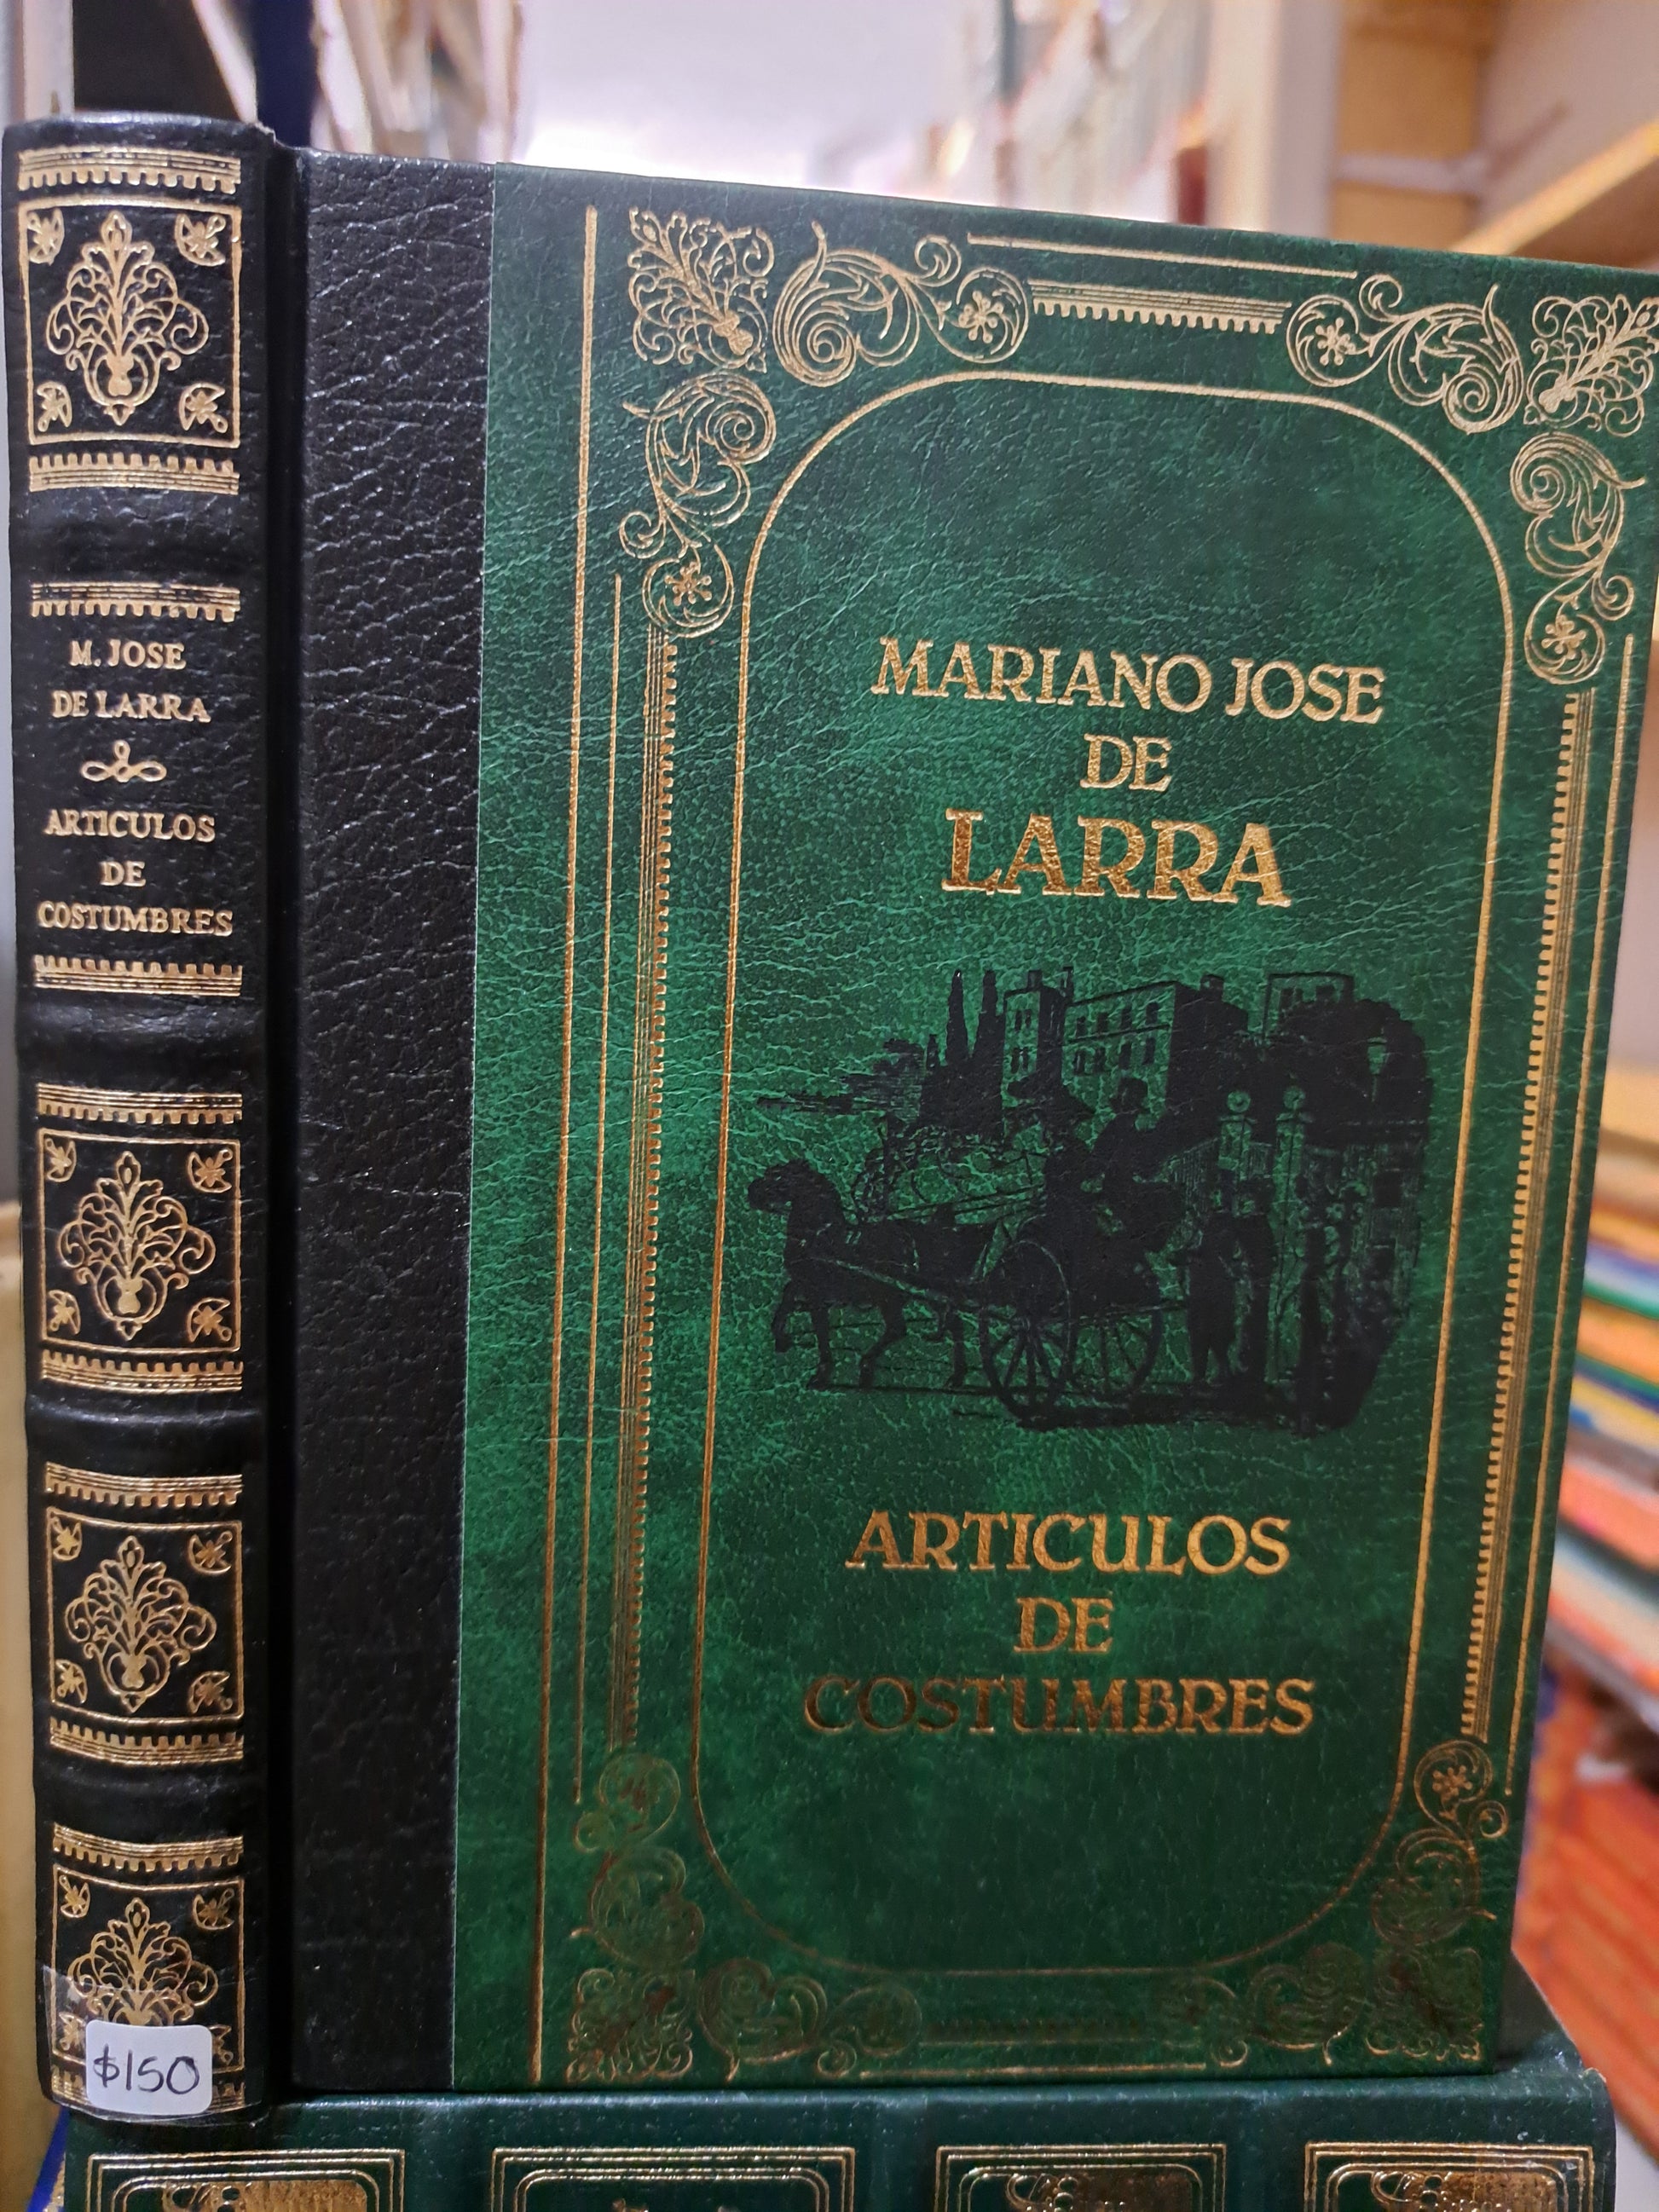 M. JOSE
DE LARRA
ARTICULOS
DE
COSTUMBRES
$150
MARIANO JOSE
DE
LARRA
ARTICULOS
DE
COSTUMBRES